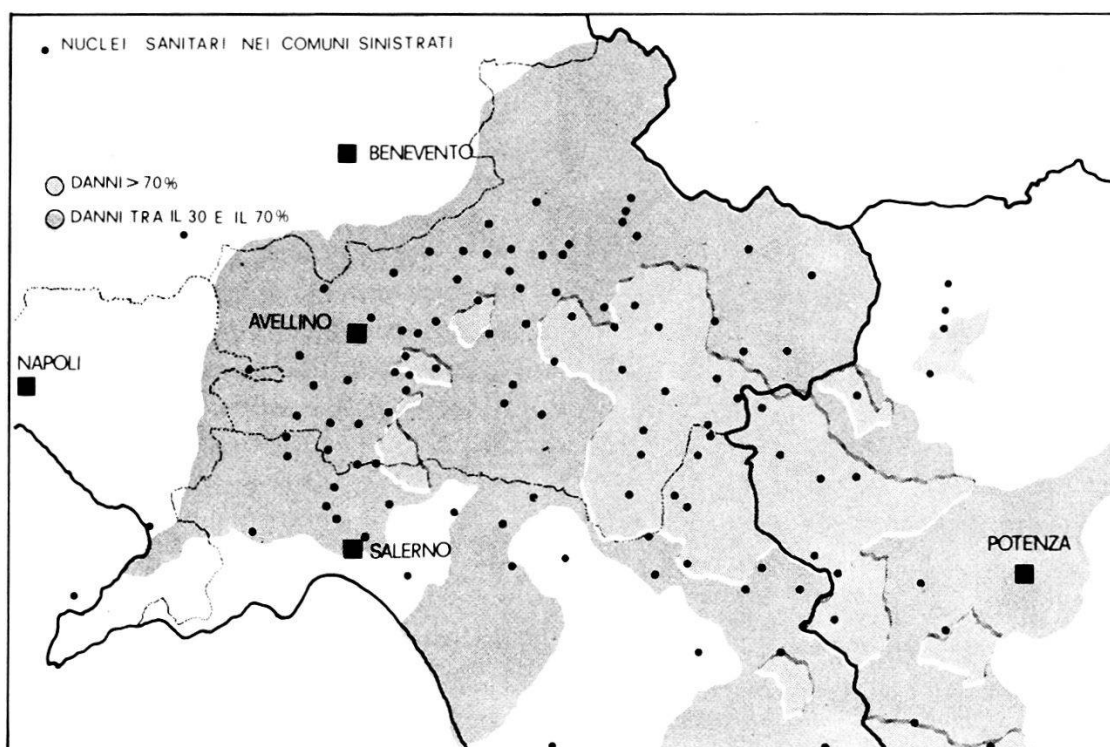 NUCLEI SANITARI NEI COMUNI SINISTRATI
BENEVENTO
DANNI > 70%
DANNI TRA IL 30 E IL 70%
AVELLINO
NAPOLI
SALERNO
POTENZA